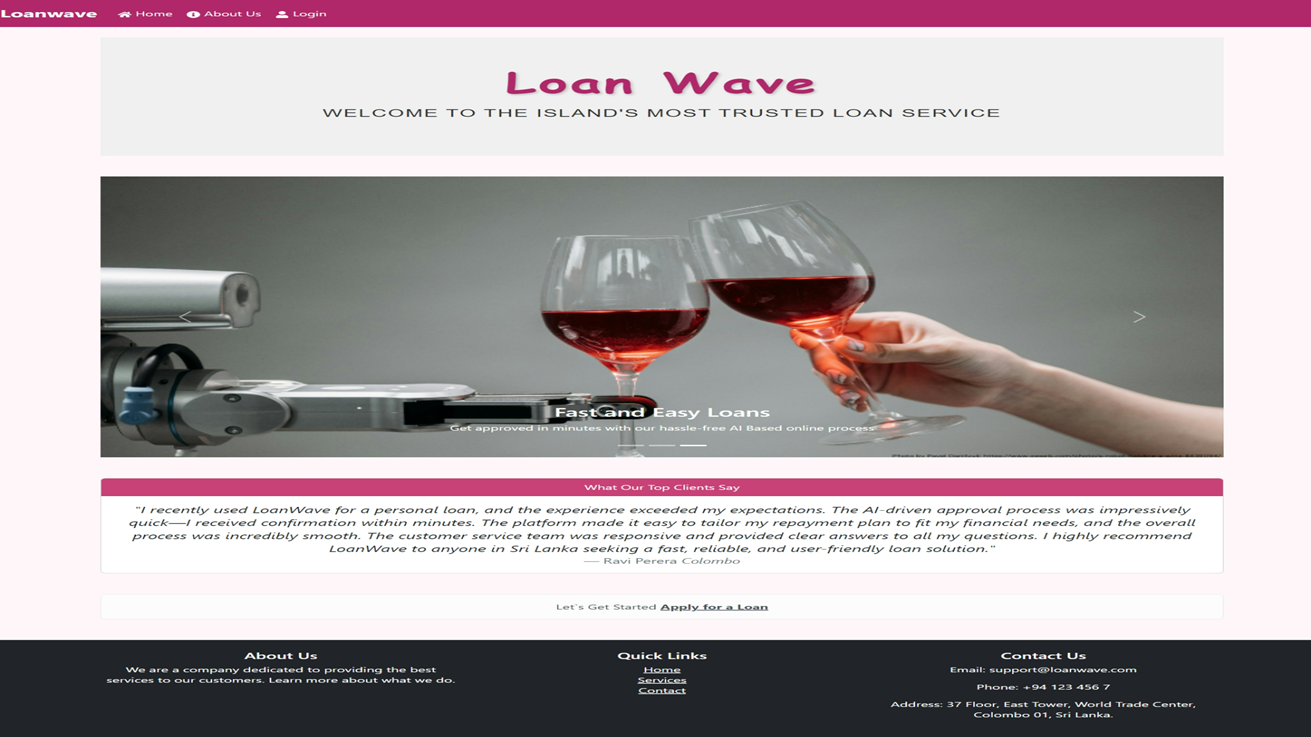 Loanwave Home About Us Login
Loan Wave
WELCOME TO THE ISLAND'S MOST TRUSTED LOAN SERVICE
Fast and Easy Loans
Get approved in minutes with our hassle-free AI Based online process
What Our Top Clients Say
"I recently used LoanWave for a personal loan, and the experience exceeded my expectations. The AI-driven approval process was impressively
quick—I received confirmation within minutes. The platform made it easy to tailor my repayment plan to fit my financial needs, and the overall
process was incredibly smooth. The customer service team was responsive and provided clear answers to all my questions. I highly recommend
LoanWave to anyone in Sri Lanka seeking a fast, reliable, and user-friendly loan solution."
— Ravi Perera Colombo
Let`s Get Started Apply for a Loan
About Us
We are a company dedicated to providing the best
services to our customers. Learn more about what we do.
Quick Links
Home
Services
Contact
Contact Us
Email: support@loanwave.com
Phone: +94 123 456 7
Address: 37 Floor, East Tower, World Trade Center,
Colombo 01, Sri Lanka.